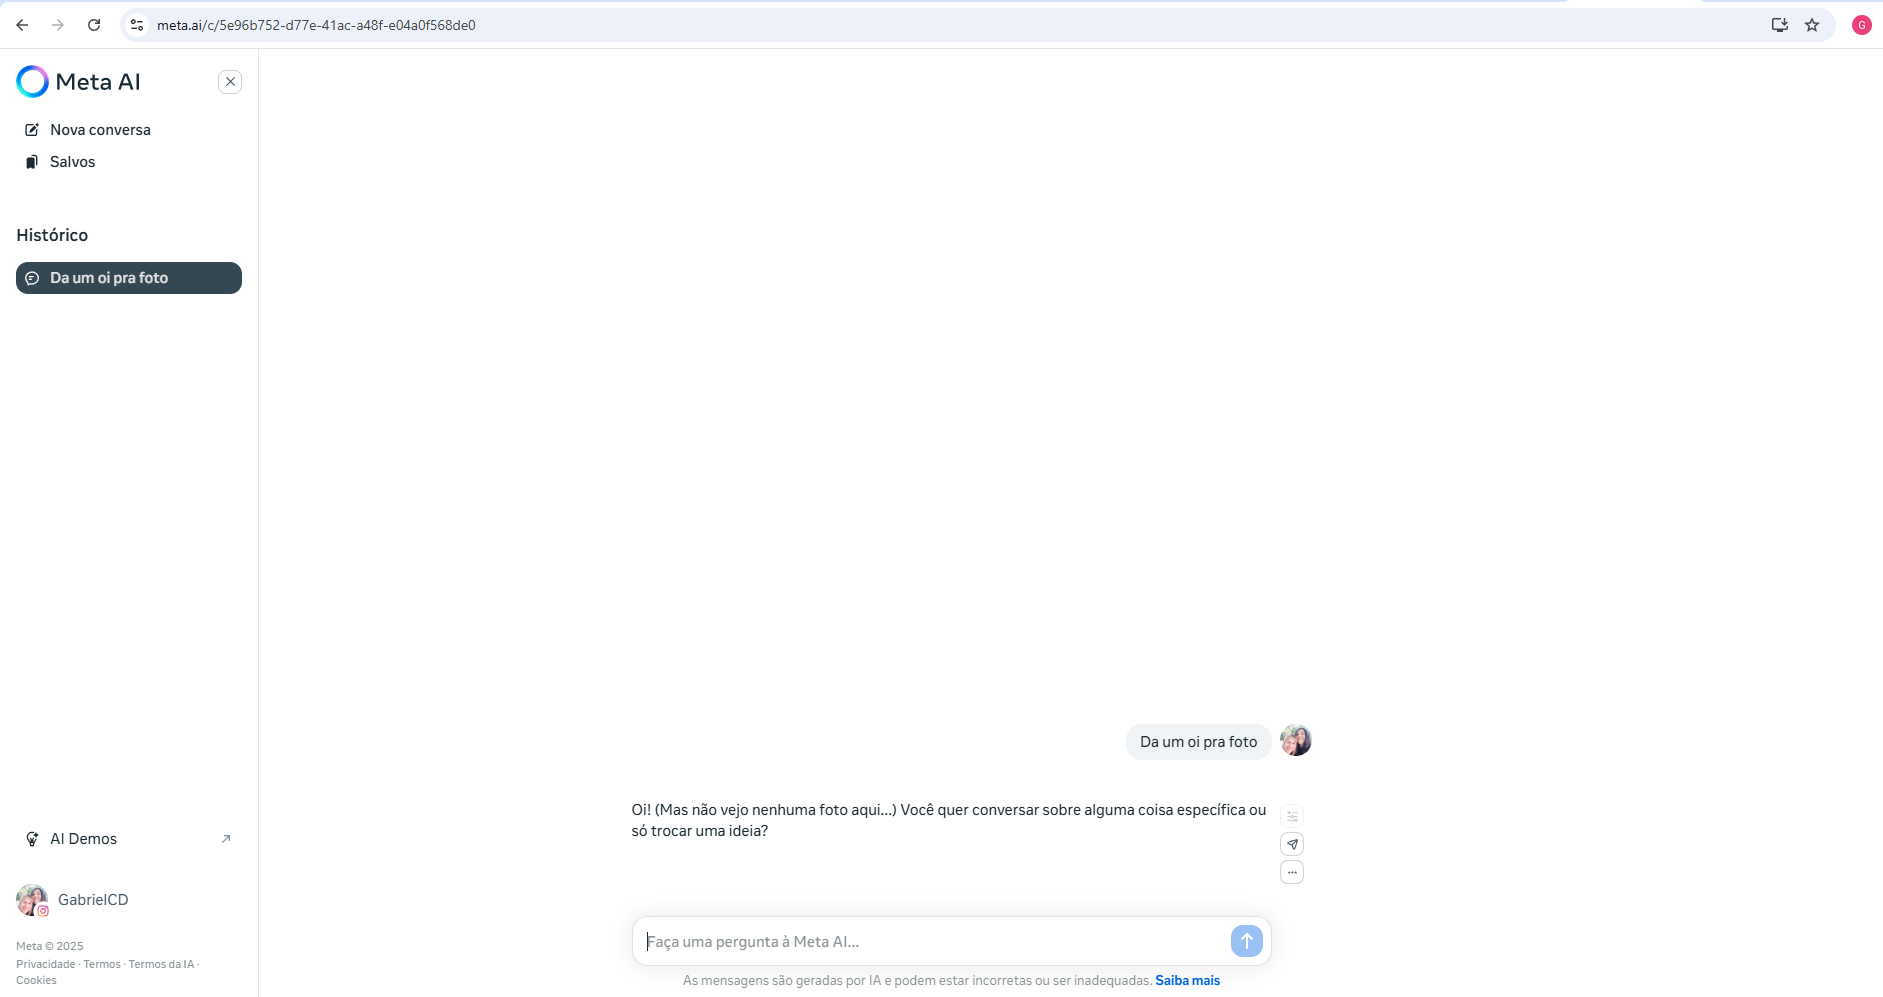 meta.ai/c/5e96b752-d77e-41ac-a48f-e04a0f568de0
G
Meta AI
Nova conversa
Salvos
Histórico
Da um oi pra foto
Da um oi pra foto
Oi! (Mas não vejo nenhuma foto aqui...) Você quer conversar sobre alguma coisa específica ou
só trocar uma ideia?
AI Demos
GabrielCD
Meta © 2025
Privacidade · Termos · Termos da IA ·
Cookies
Faça uma pergunta à Meta AI...
As mensagens são geradas por IA e podem estar incorretas ou ser inadequadas. Saiba mais